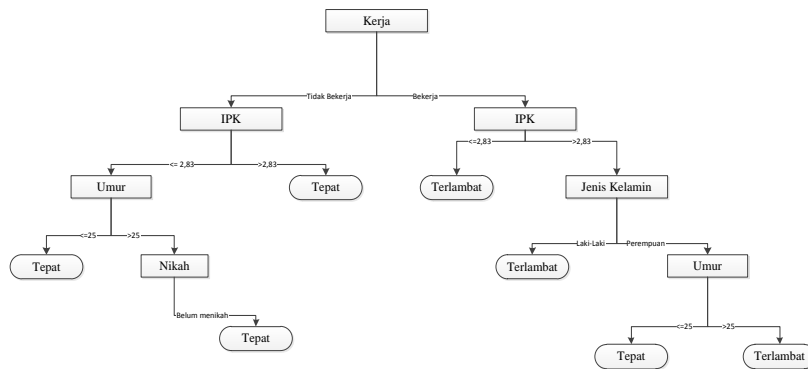 Kerja
Tidak Bekerja
Bekerja
IPK
IPK
<= 2,83
>2,83
<=2,83
>2,83
Umur
Tepat
Terlambat
Jenis Kelamin
<=25
>25
Laki-Laki
Perempuan
Tepat
Nikah
Terlambat
Umur
Belum menikah
Tepat
<=25
>25
Tepat
Terlambat